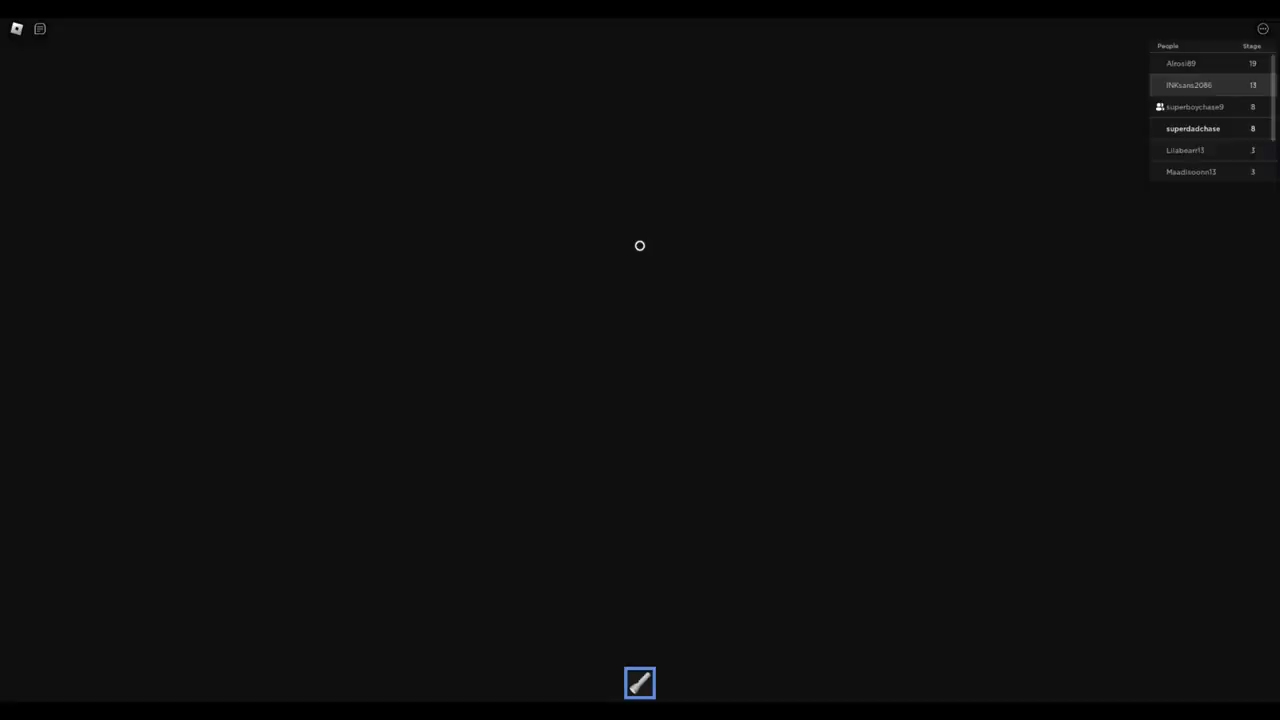 People Stage
Alrosi89 19
INKsans2086 13
superboychase9 8
superdadchase 8
Lilabearr13 3
Maadisoonn13 3